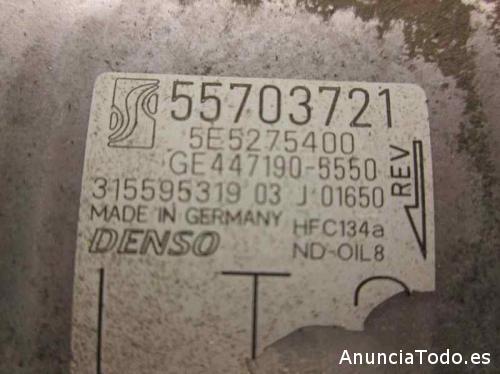 55703721
5E5275400
GE447190-5550
315595319 03 J 01650
REV
MADE IN GERMANY HFC134a
DENSO ND-OIL8
AnunciaTodo.es